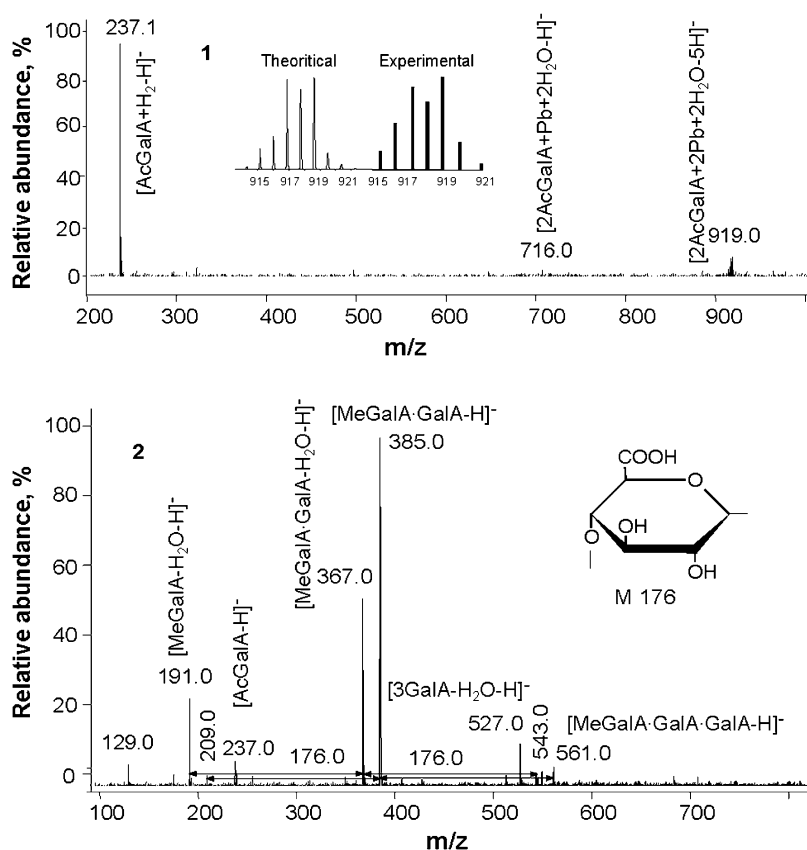 Relative abundance, %
100
80
60
40
20
0
237.1
[AcGalA+H₂-H]⁻
1
Theoritical
Experimental
915 917 919 921
915 917 919 921
[2AcGalA+Pb+2H₂O-H]⁻
716.0
[2AcGalA+2Pb+2H₂O-5H]⁻
919.0
200 300 400 500 600 700 800 900
m/z
Relative abundance, %
100
80
60
40
20
0
2
129.0
[MeGalA-H₂O-H]⁻
191.0
209.0
[AcGalA-H]⁻
237.0
[MeGalA·GalA-H₂O-H]⁻
367.0
[MeGalA·GalA-H]⁻
385.0
176.0
176.0
[3GalA-H₂O-H]⁻
527.0
543.0
[MeGalA·GalA·GalA-H]⁻
561.0
COOH
O
OH
O
OH
M 176
100 200 300 400 500 600 700
m/z